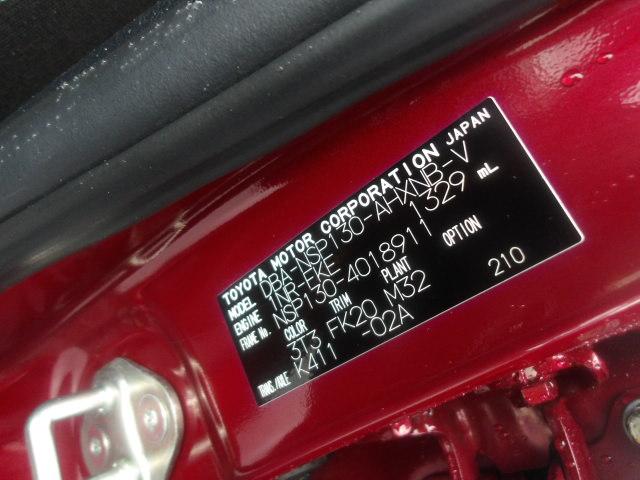 TOYOTA MOTOR CORPORATION JAPAN
MODEL DBA-NSP130-AHXNB-V
ENGINE 1NR-FKE 1329 mL
FRAME No. NSP130-4018911
COLOR TRIM PLANT OPTION
3T3 FK20 M32 210
TRANS./AXLE K411 -02A